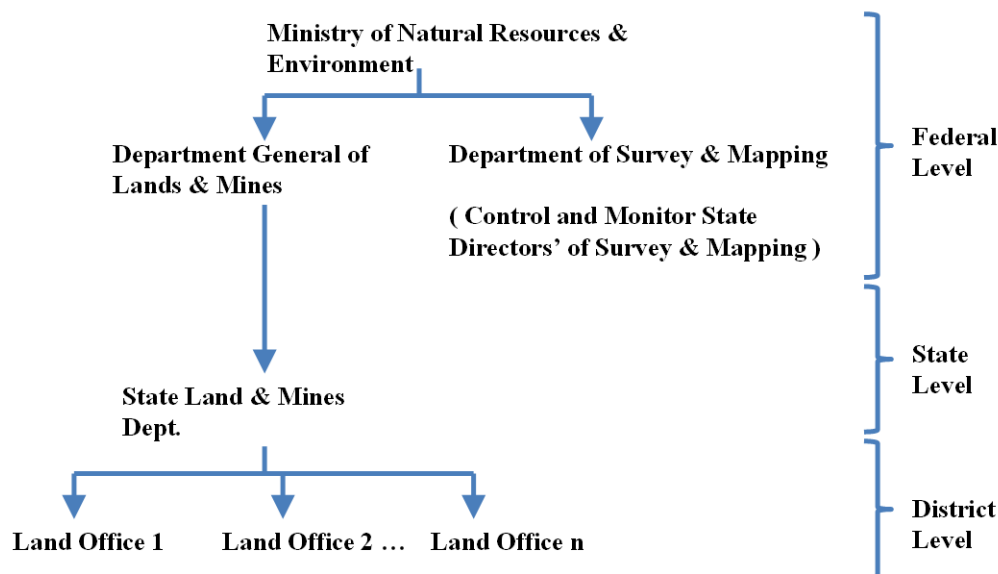 Ministry of Natural Resources &
Environment
Department General of
Lands & Mines
Department of Survey & Mapping
( Control and Monitor State
Directors’ of Survey & Mapping )
Federal
Level
State Land & Mines
Dept.
State
Level
Land Office 1
Land Office 2 …
Land Office n
District
Level